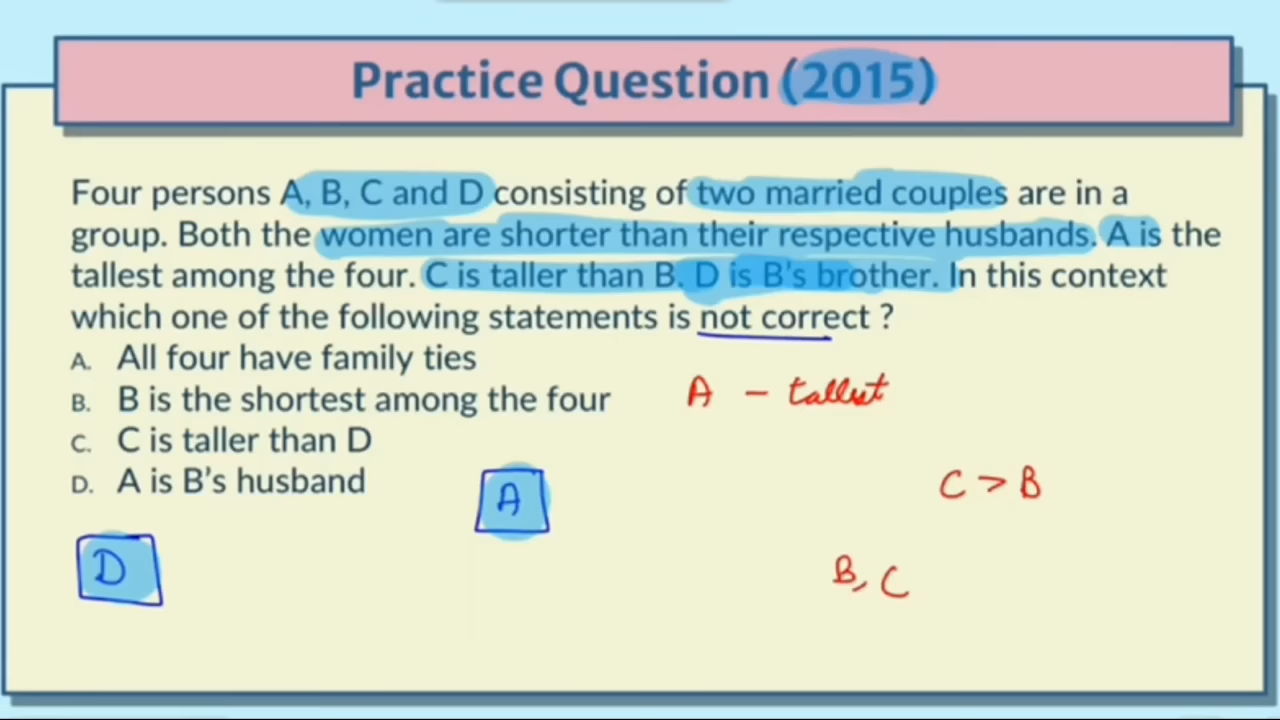 Practice Question (2015)
Four persons A, B, C and D consisting of two married couples are in a
group. Both the women are shorter than their respective husbands. A is the
tallest among the four. C is taller than B. D is B's brother. In this context
which one of the following statements is not correct ?
A. All four have family ties
B. B is the shortest among the four
C. C is taller than D
D. A is B's husband
A - tallest
A
C > B
D
B, C